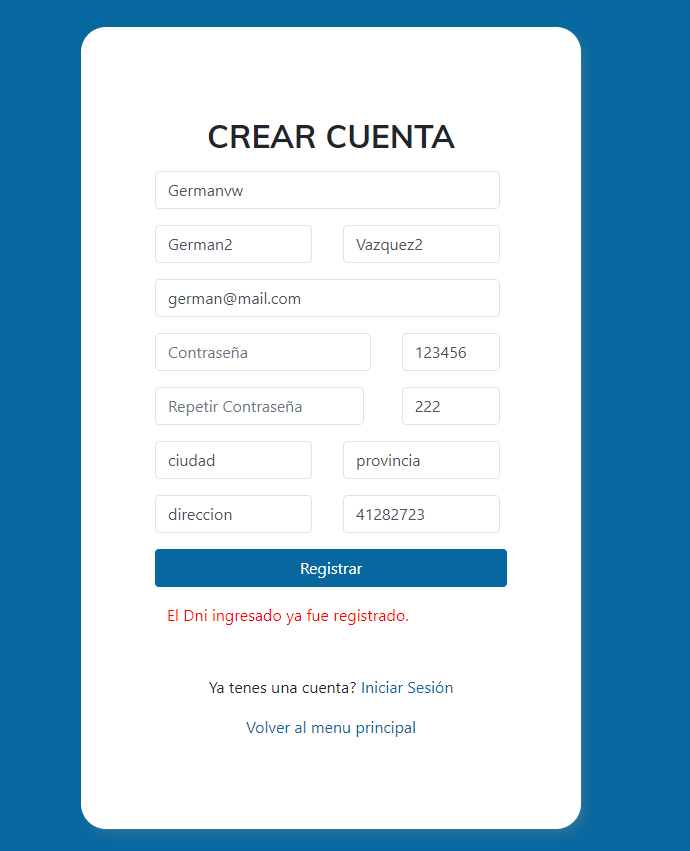 CREAR CUENTA
Germanvw
German2 Vazquez2
german@mail.com
Contraseña 123456
Repetir Contraseña 222
ciudad provincia
direccion 41282723
Registrar
El Dni ingresado ya fue registrado.
Ya tenes una cuenta? Iniciar Sesión
Volver al menu principal